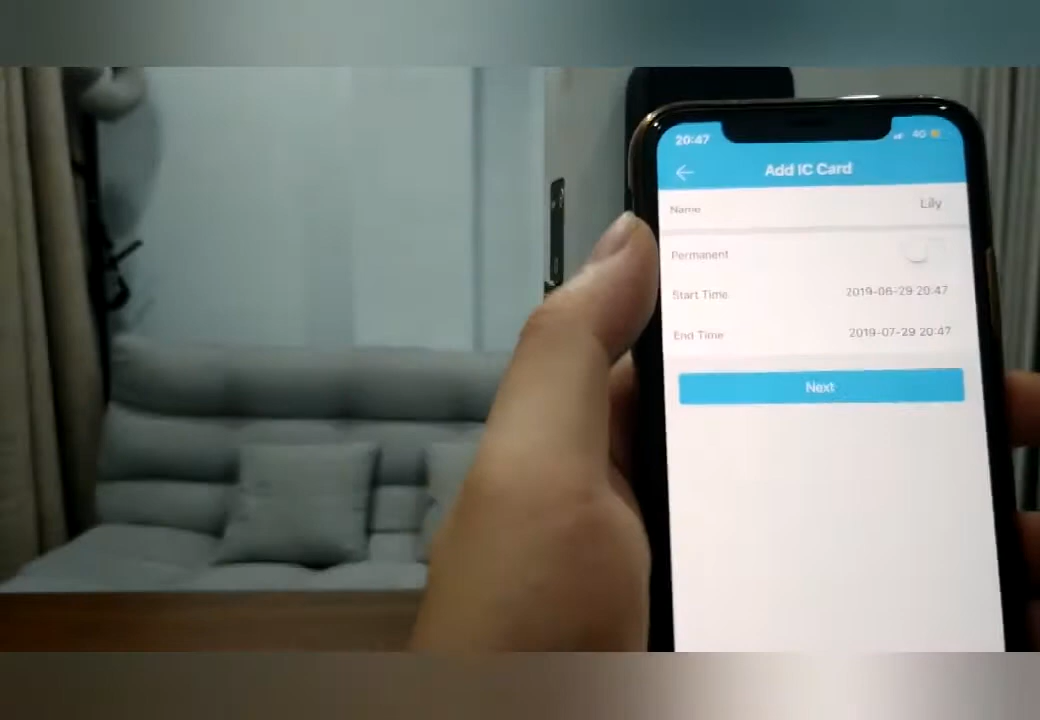 20:47 4G
Add IC Card
Name Lily
Permanent
Start Time 2019-06-29 20:47
End Time 2019-07-29 20:47
Next